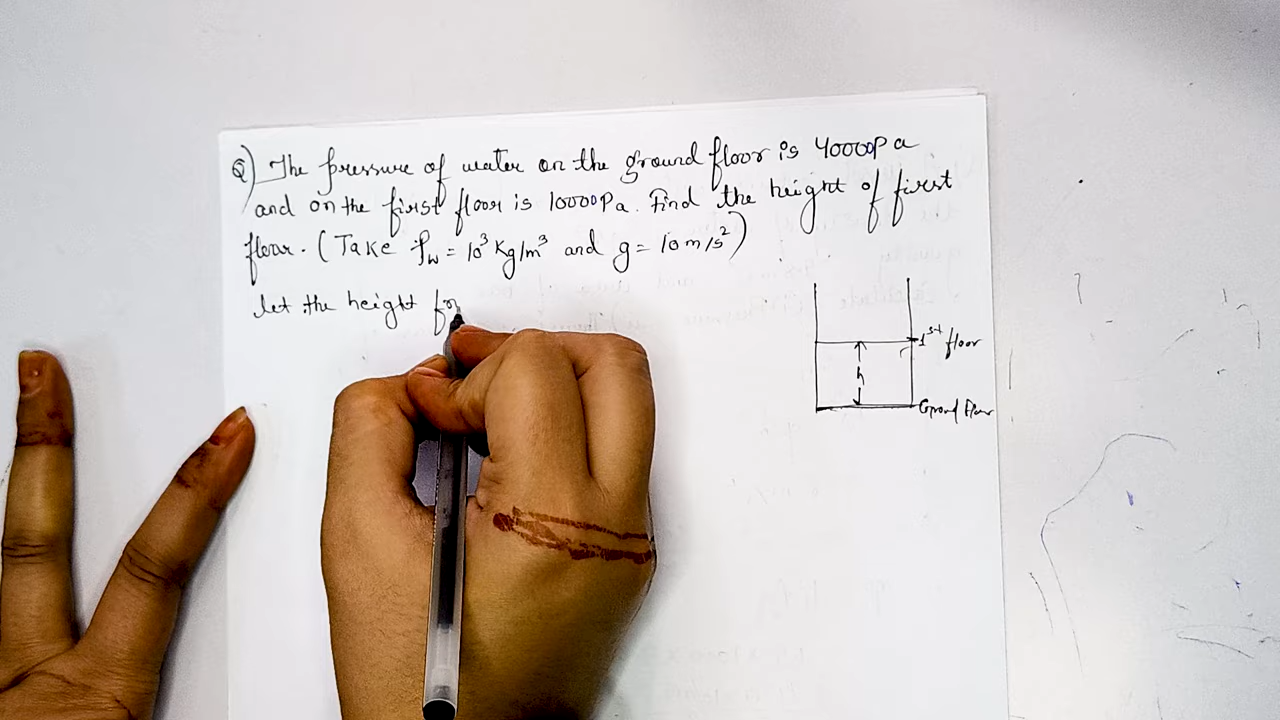 Q) The pressure of water on the ground floor is 40000Pa
and on the first floor is 10000Pa. Find the height of first
floor. (Take ρw = 10³ Kg/m³ and g = 10 m/s²)
let the height fr
1st floor
h
Ground floor